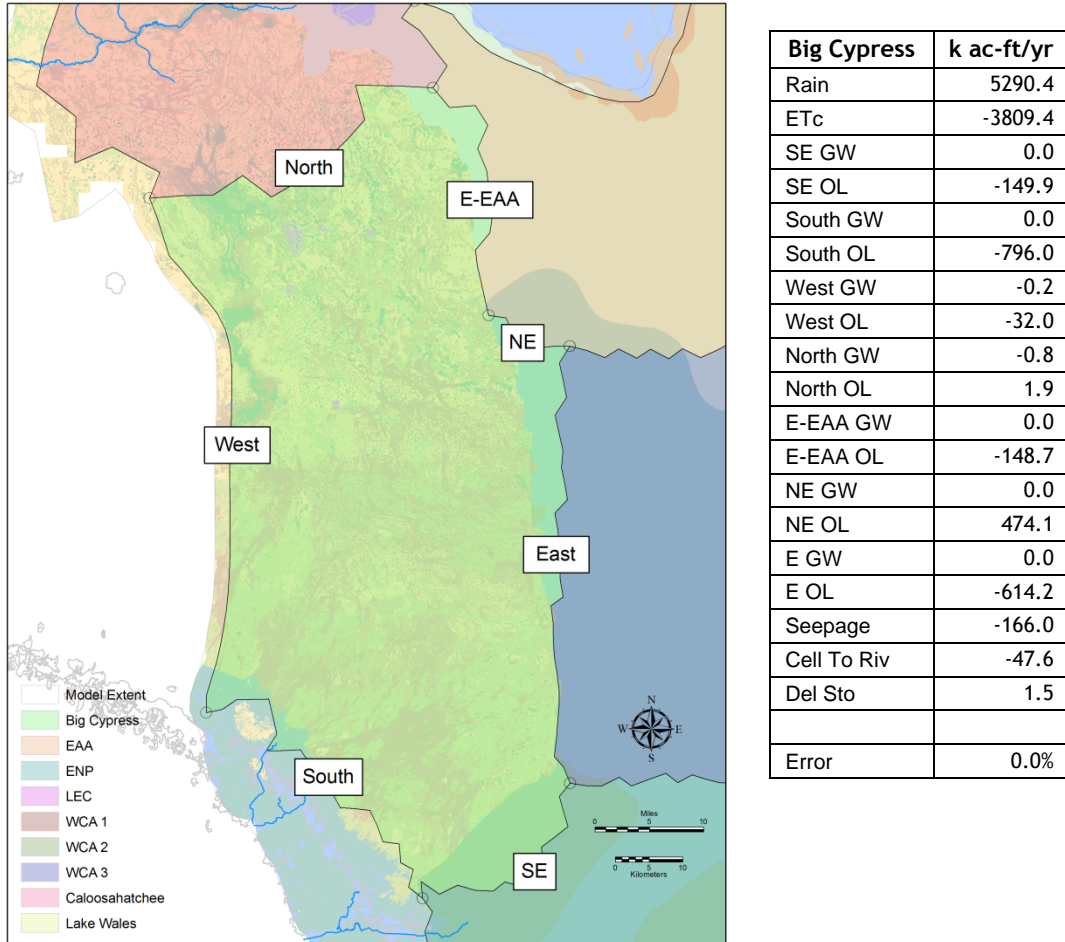 North
E-EAA
NE
West
East
South
SE
N
W E
S
Miles
0 5 10
0 5 10
Kilometers
Model Extent
Big Cypress
EAA
ENP
LEC
WCA 1
WCA 2
WCA 3
Caloosahatchee
Lake Wales
Big Cypress k ac-ft/yr
Rain 5290.4
ETc -3809.4
SE GW 0.0
SE OL -149.9
South GW 0.0
South OL -796.0
West GW -0.2
West OL -32.0
North GW -0.8
North OL 1.9
E-EAA GW 0.0
E-EAA OL -148.7
NE GW 0.0
NE OL 474.1
E GW 0.0
E OL -614.2
Seepage -166.0
Cell To Riv -47.6
Del Sto 1.5
Error 0.0%